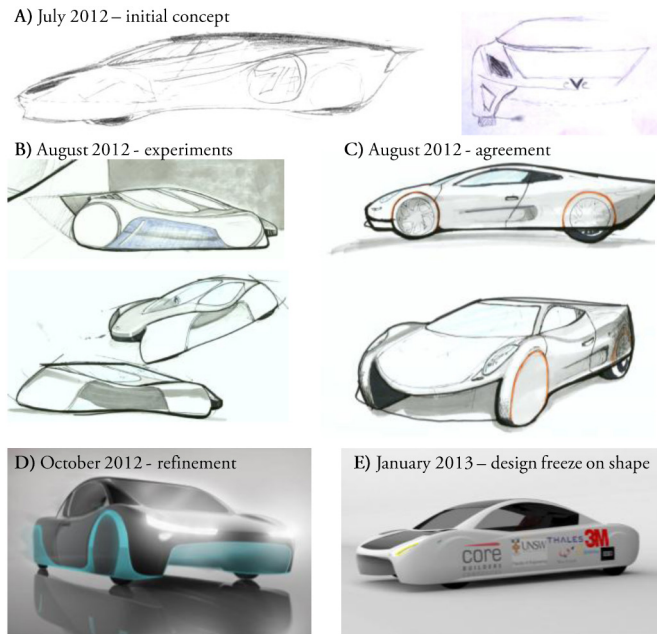 A) July 2012 – initial concept
eVe
B) August 2012 - experiments
C) August 2012 - agreement
D) October 2012 - refinement
E) January 2013 – design freeze on shape
core
BUILDERS
UNSW
THALES
3M